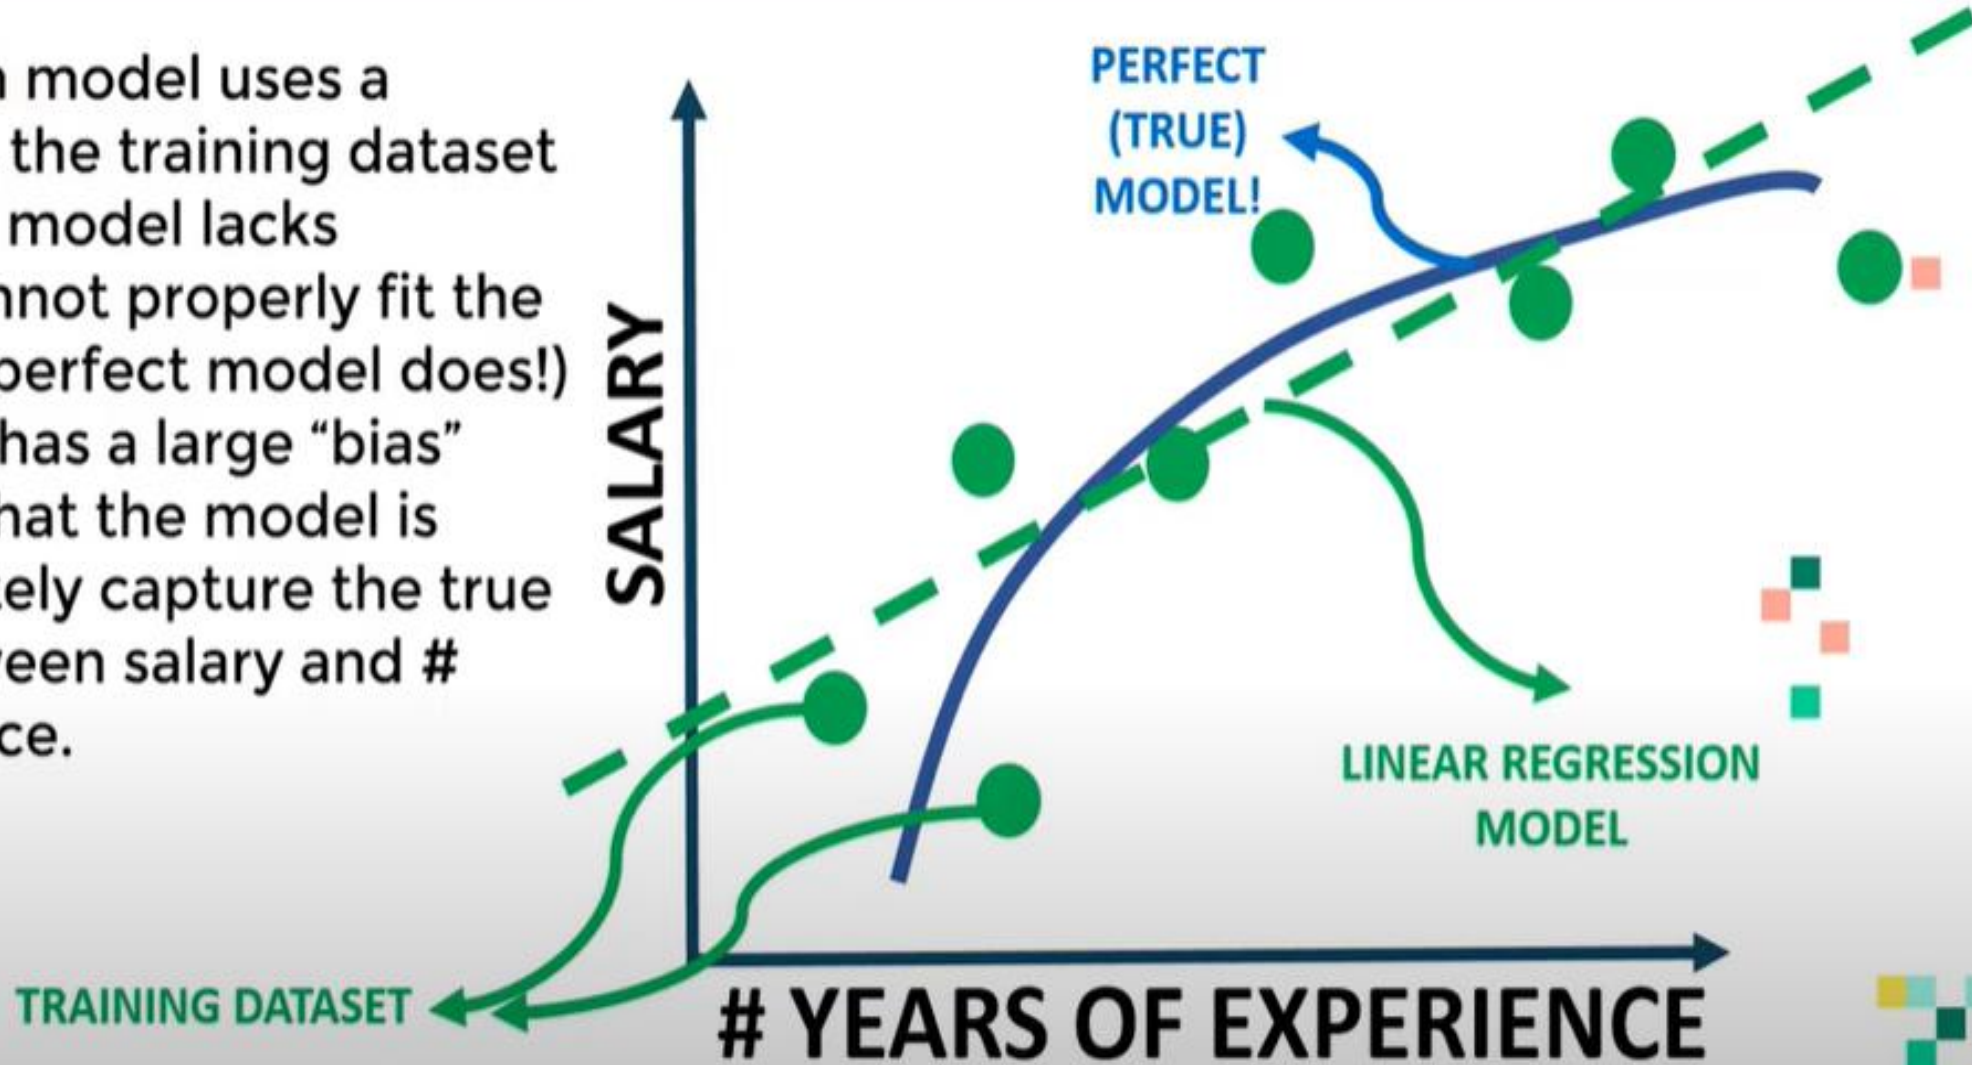 model uses a
the training dataset
model lacks
not properly fit the
perfect model does!)
has a large “bias”
hat the model is
ely capture the true
een salary and #
ce.
SALARY
PERFECT
(TRUE)
MODEL!
LINEAR REGRESSION
MODEL
TRAINING DATASET
# YEARS OF EXPERIENCE